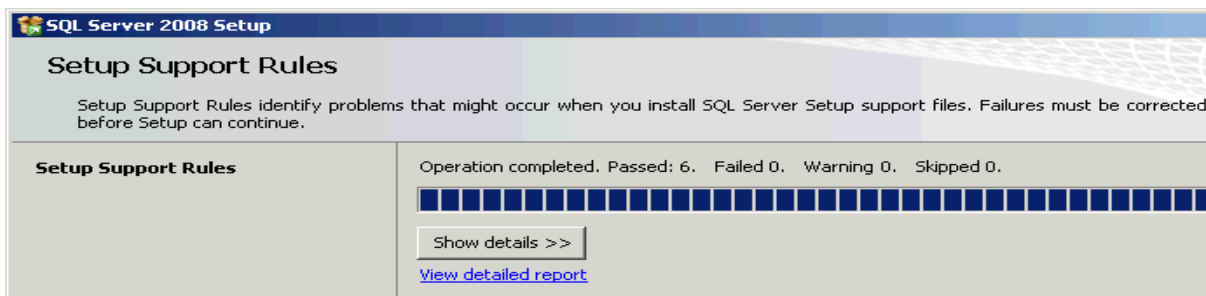 SQL Server 2008 Setup
Setup Support Rules
Setup Support Rules identify problems that might occur when you install SQL Server Setup support files. Failures must be corrected
before Setup can continue.
Setup Support Rules
Operation completed. Passed: 6. Failed 0. Warning 0. Skipped 0.
Show details >>
View detailed report